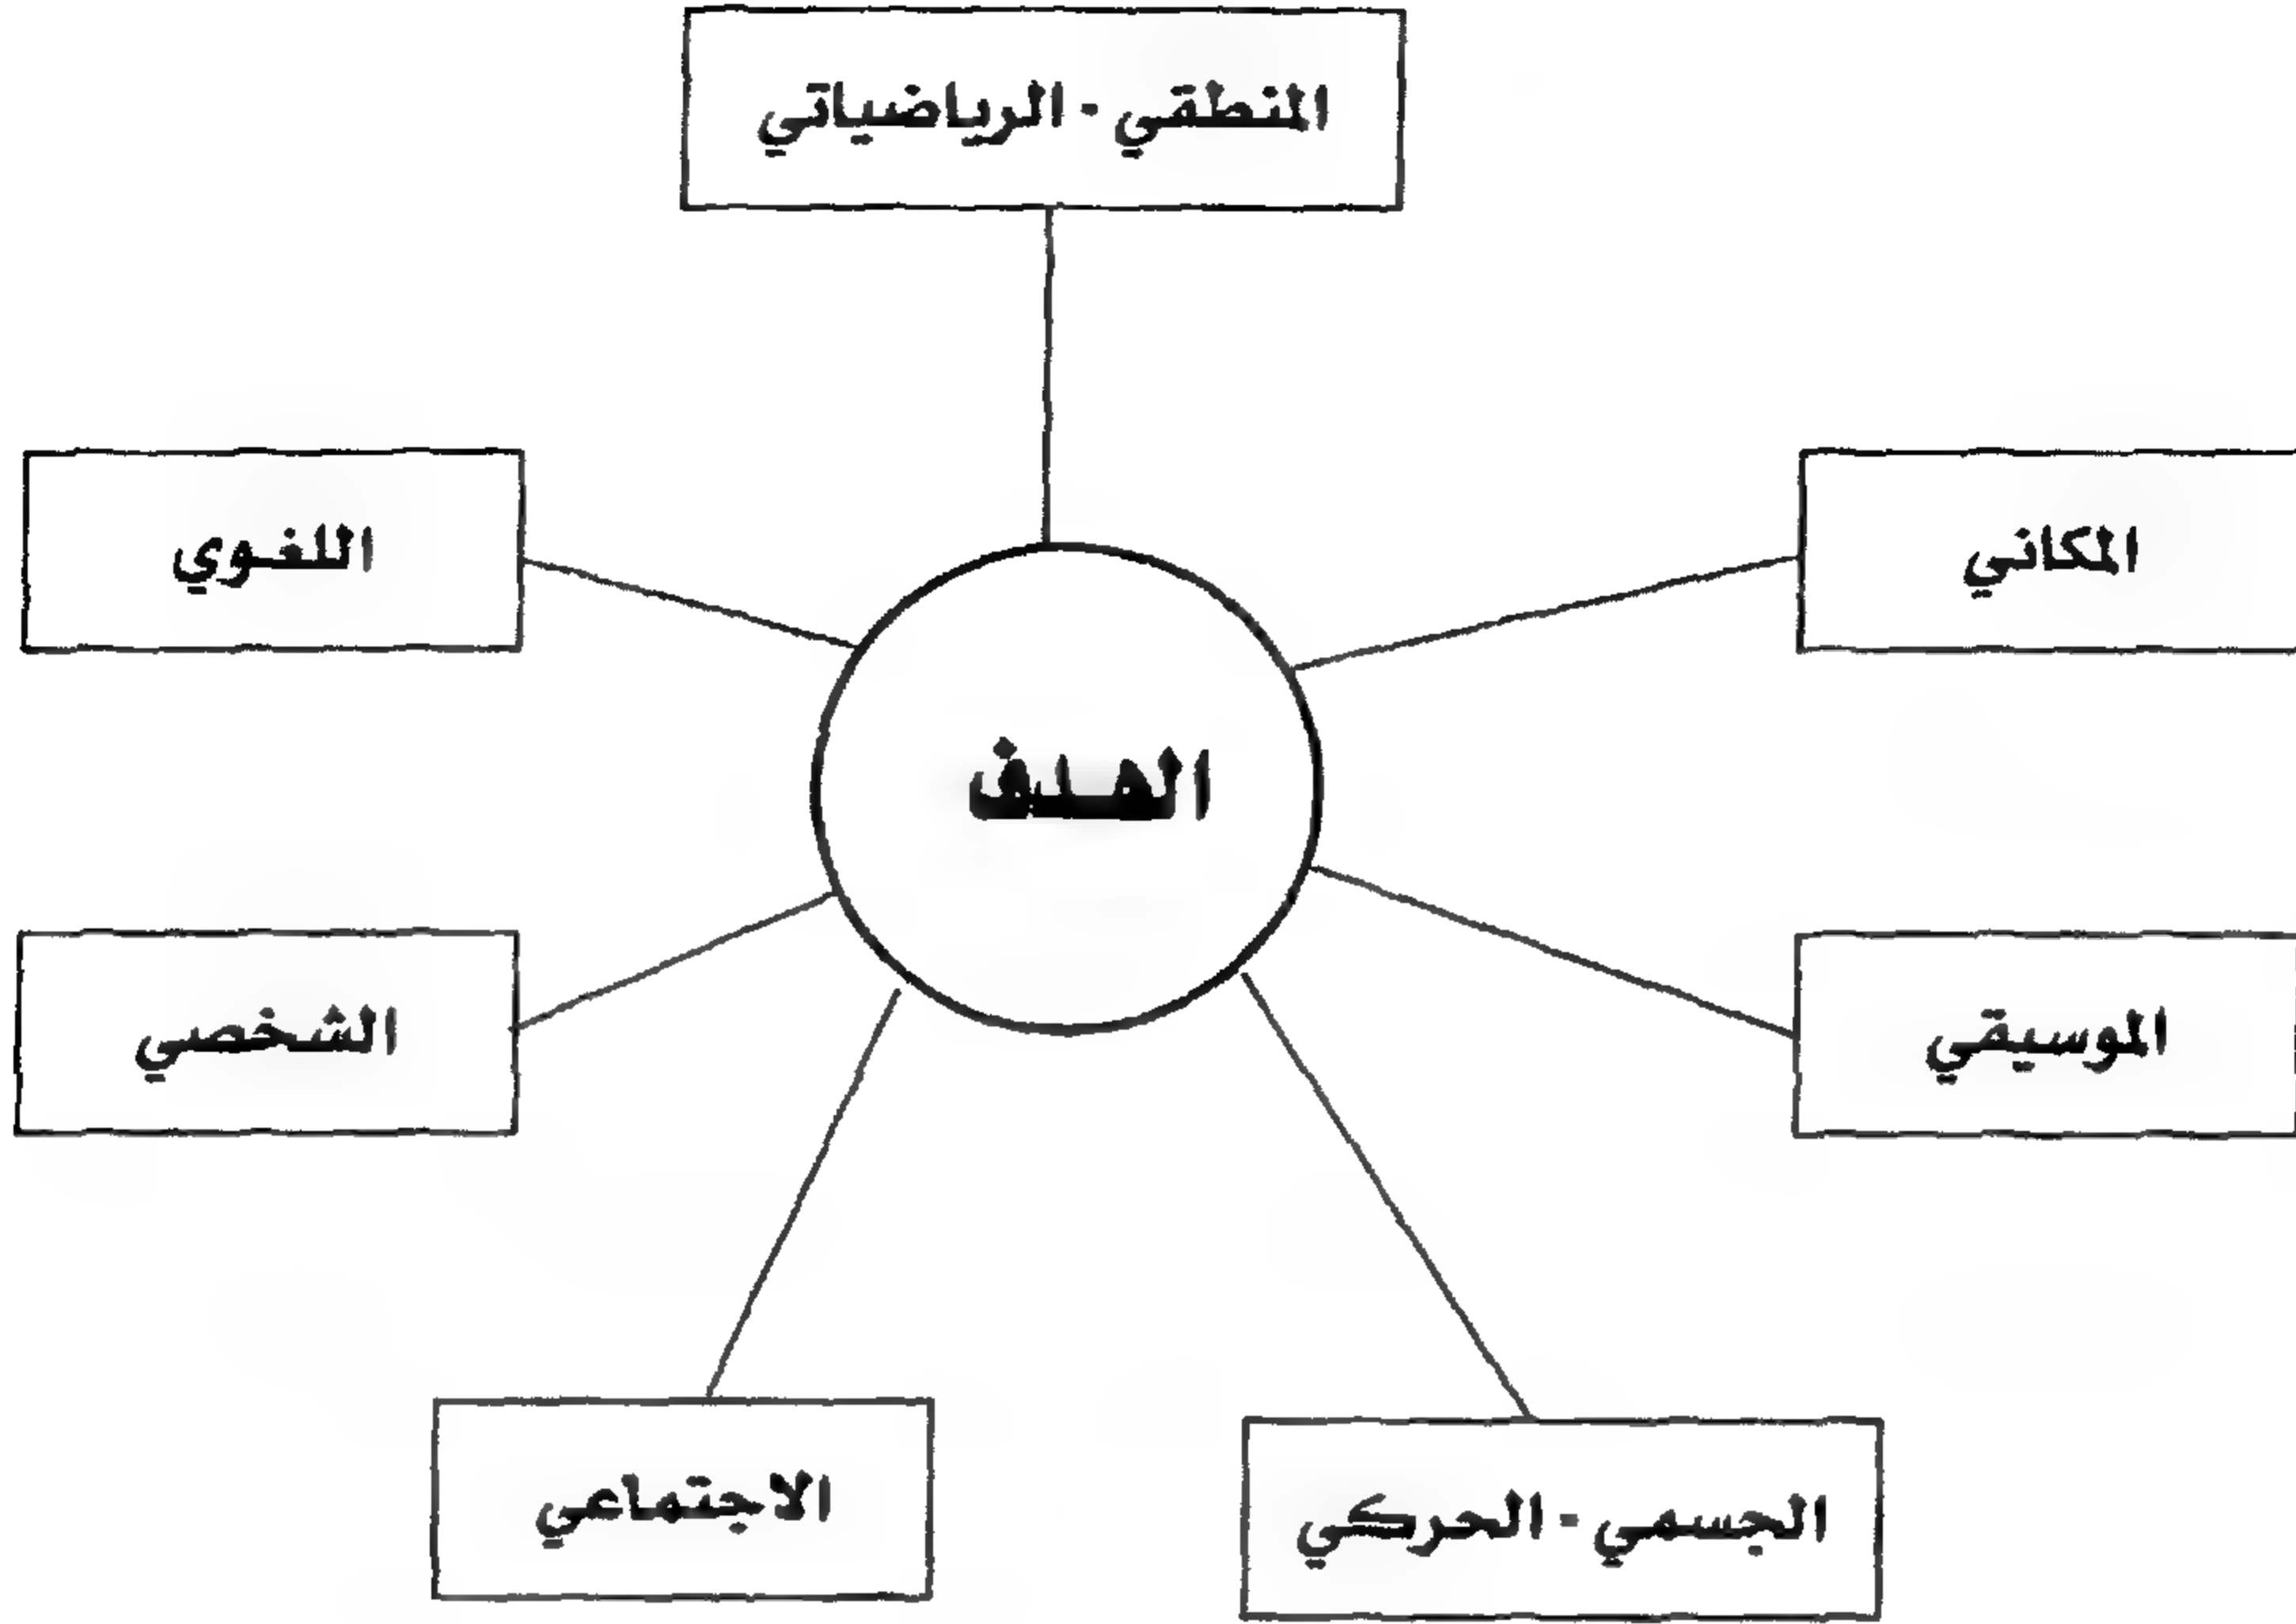 المنطقي - الرياضياتي
المكاني
اللغوي
الهدف
الموسيقي
الشخصي
الجسمي - الحركي
الاجتماعي